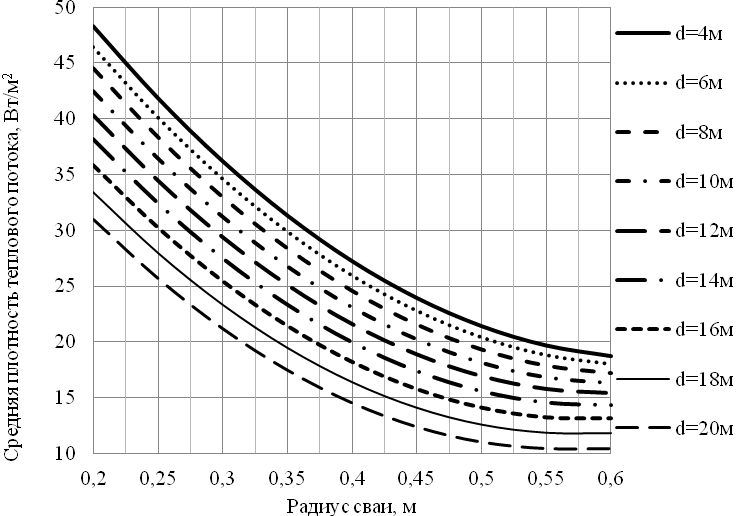 Средняя плотность теплового потока, Вт/м²
50
45
40
35
30
25
20
15
10
0,2 0,25 0,3 0,35 0,4 0,45 0,5 0,55 0,6
Радиус сваи, м
d=4м
d=6м
d=8м
d=10м
d=12м
d=14м
d=16м
d=18м
d=20м